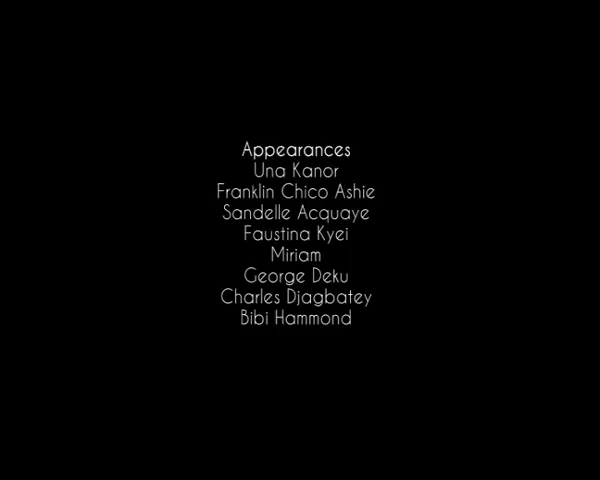 Appearances
Una Kanor
Franklin Chico Ashie
Sandelle Acquaye
Faustina Kyei
Miriam
George Deku
Charles Djagbatey
Bibi Hammond